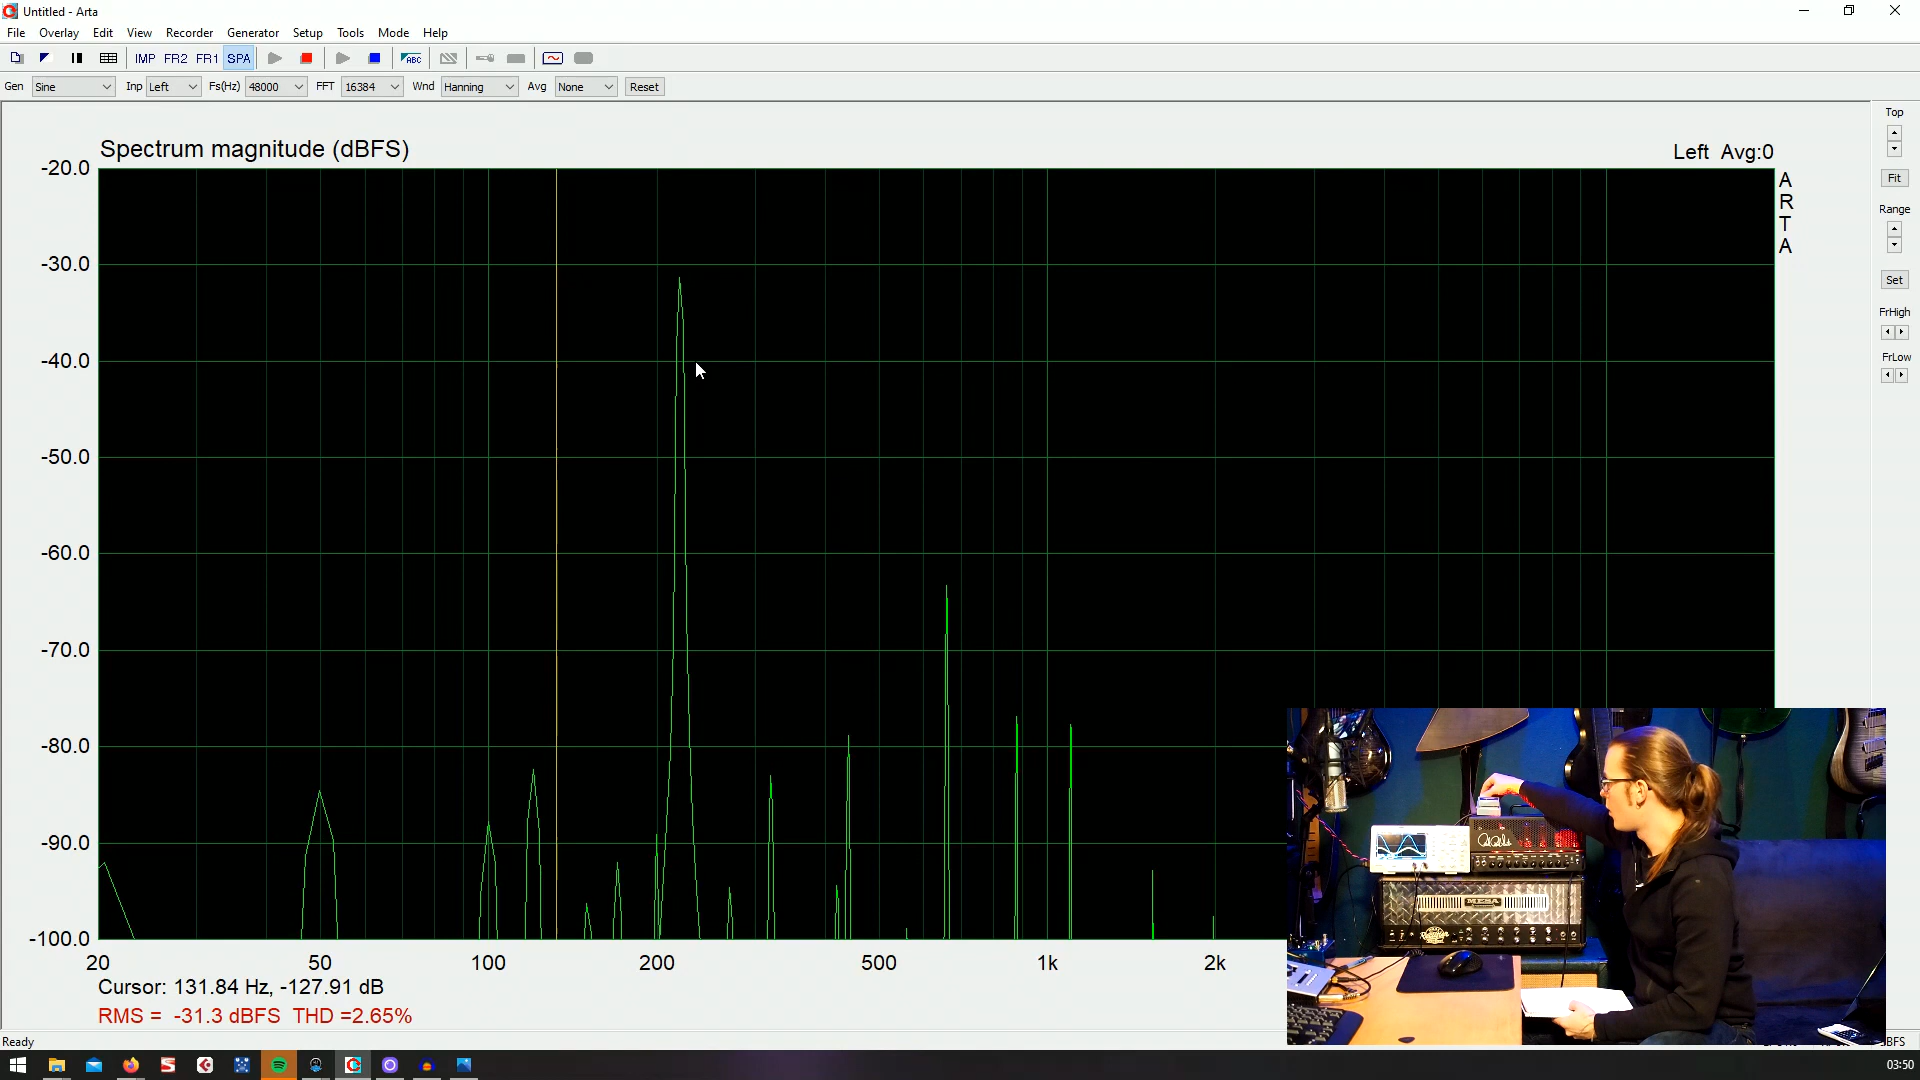 Untitled - Arta
File Overlay Edit View Recorder Generator Setup Tools Mode Help
IMP FR2 FR1 SPA ABC
Gen Sine Inp Left Fs(Hz) 48000 FFT 16384 Wnd Hanning Avg None Reset
Top
Fit
Range
Set
FrHigh
FrLow
Spectrum magnitude (dBFS)
Left Avg:0
A
R
T
A
-20.0
-30.0
-40.0
-50.0
-60.0
-70.0
-80.0
-90.0
-100.0
20 50 100 200 500 1k 2k
Cursor: 131.84 Hz, -127.91 dB
RMS = -31.3 dBFS THD =2.65%
MESA
Ready
03:50